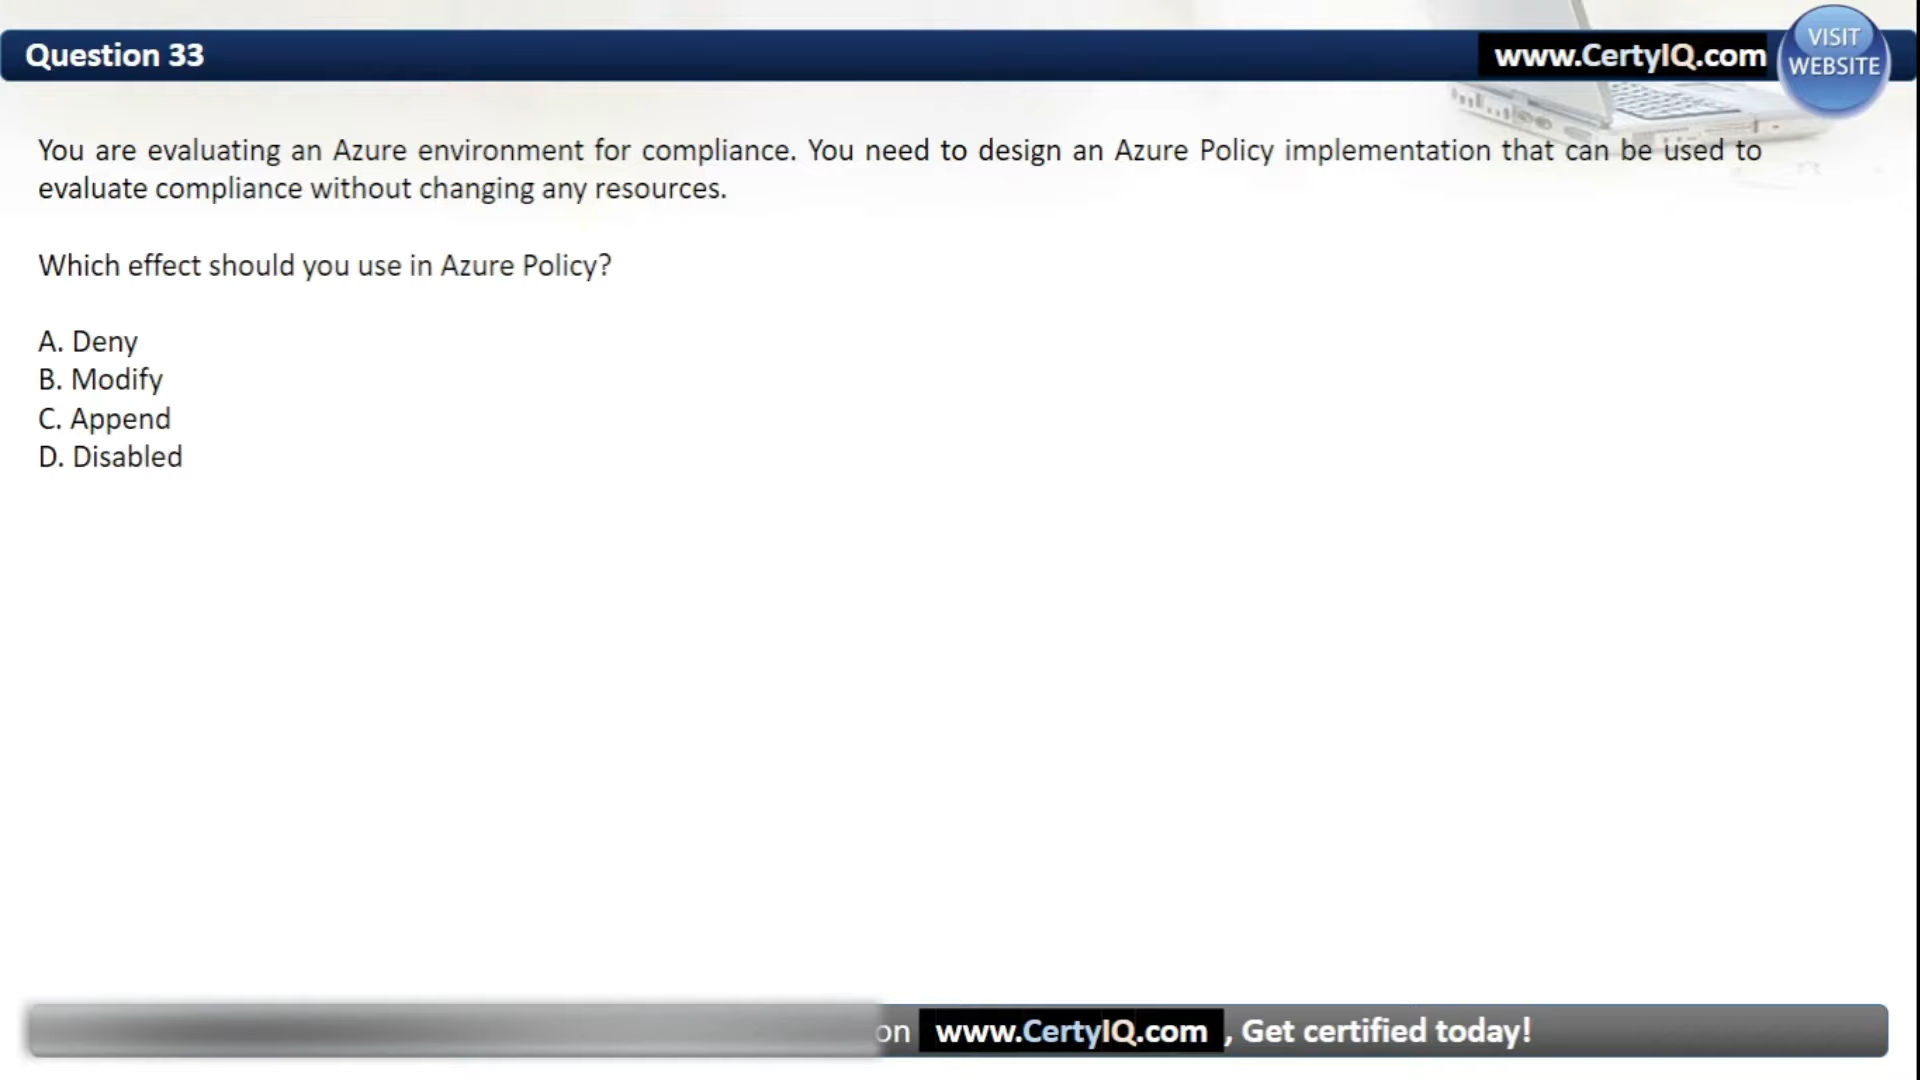 Question 33
www.CertyIQ.com
VISIT
WEBSITE
You are evaluating an Azure environment for compliance. You need to design an Azure Policy implementation that can be used to
evaluate compliance without changing any resources.
Which effect should you use in Azure Policy?
A. Deny
B. Modify
C. Append
D. Disabled
on www.CertyIQ.com , Get certified today!